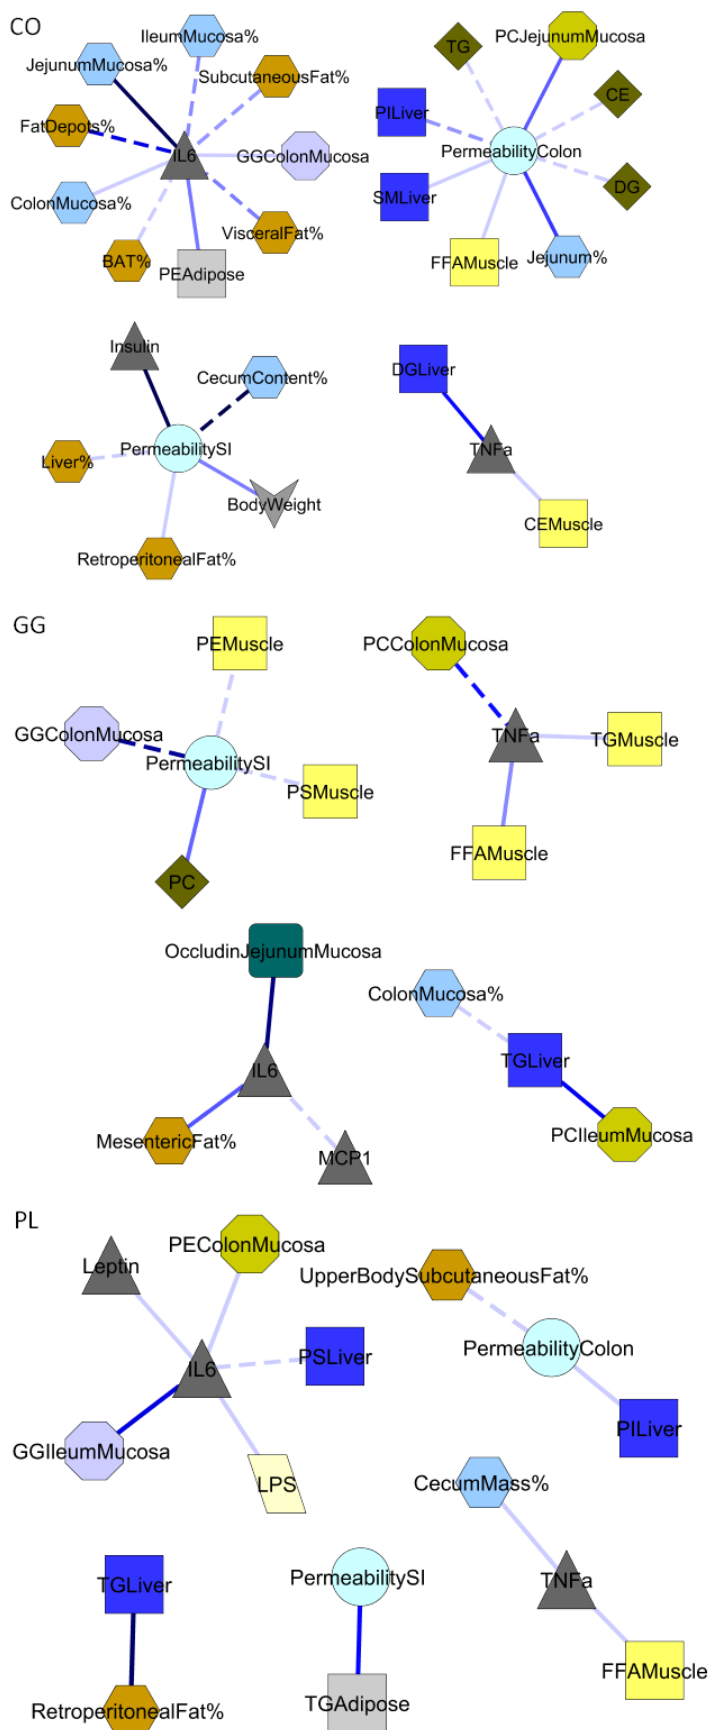 CO
IleumMucosa%
JejunumMucosa%
SubcutaneousFat%
FatDepots%
IL6
GGColonMucosa
ColonMucosa%
VisceralFat%
BAT%
PEAdipose
TG
PCJejunumMucosa
PILiver
CE
PermeabilityColon
SMLiver
DG
FFAMuscle
Jejunum%
Insulin
CecumContent%
PermeabilitySI
Liver%
BodyWeight
RetroperitonealFat%
DGLiver
TNFa
CEMuscle
GG
PEMuscle
GGColonMucosa
PermeabilitySI
PSMuscle
PC
PCColonMucosa
TNFa
TGMuscle
FFAMuscle
OccludinJejunumMucosa
IL6
MesentericFat%
MCP1
ColonMucosa%
TGLiver
PCIleumMucosa
PL
PEColonMucosa
Leptin
PSLiver
IL6
GGIleumMucosa
LPS
UpperBodySubcutaneousFat%
PermeabilityColon
PILiver
CecumMass%
TNFa
FFAMuscle
TGLiver
RetroperitonealFat%
PermeabilitySI
TGAdipose